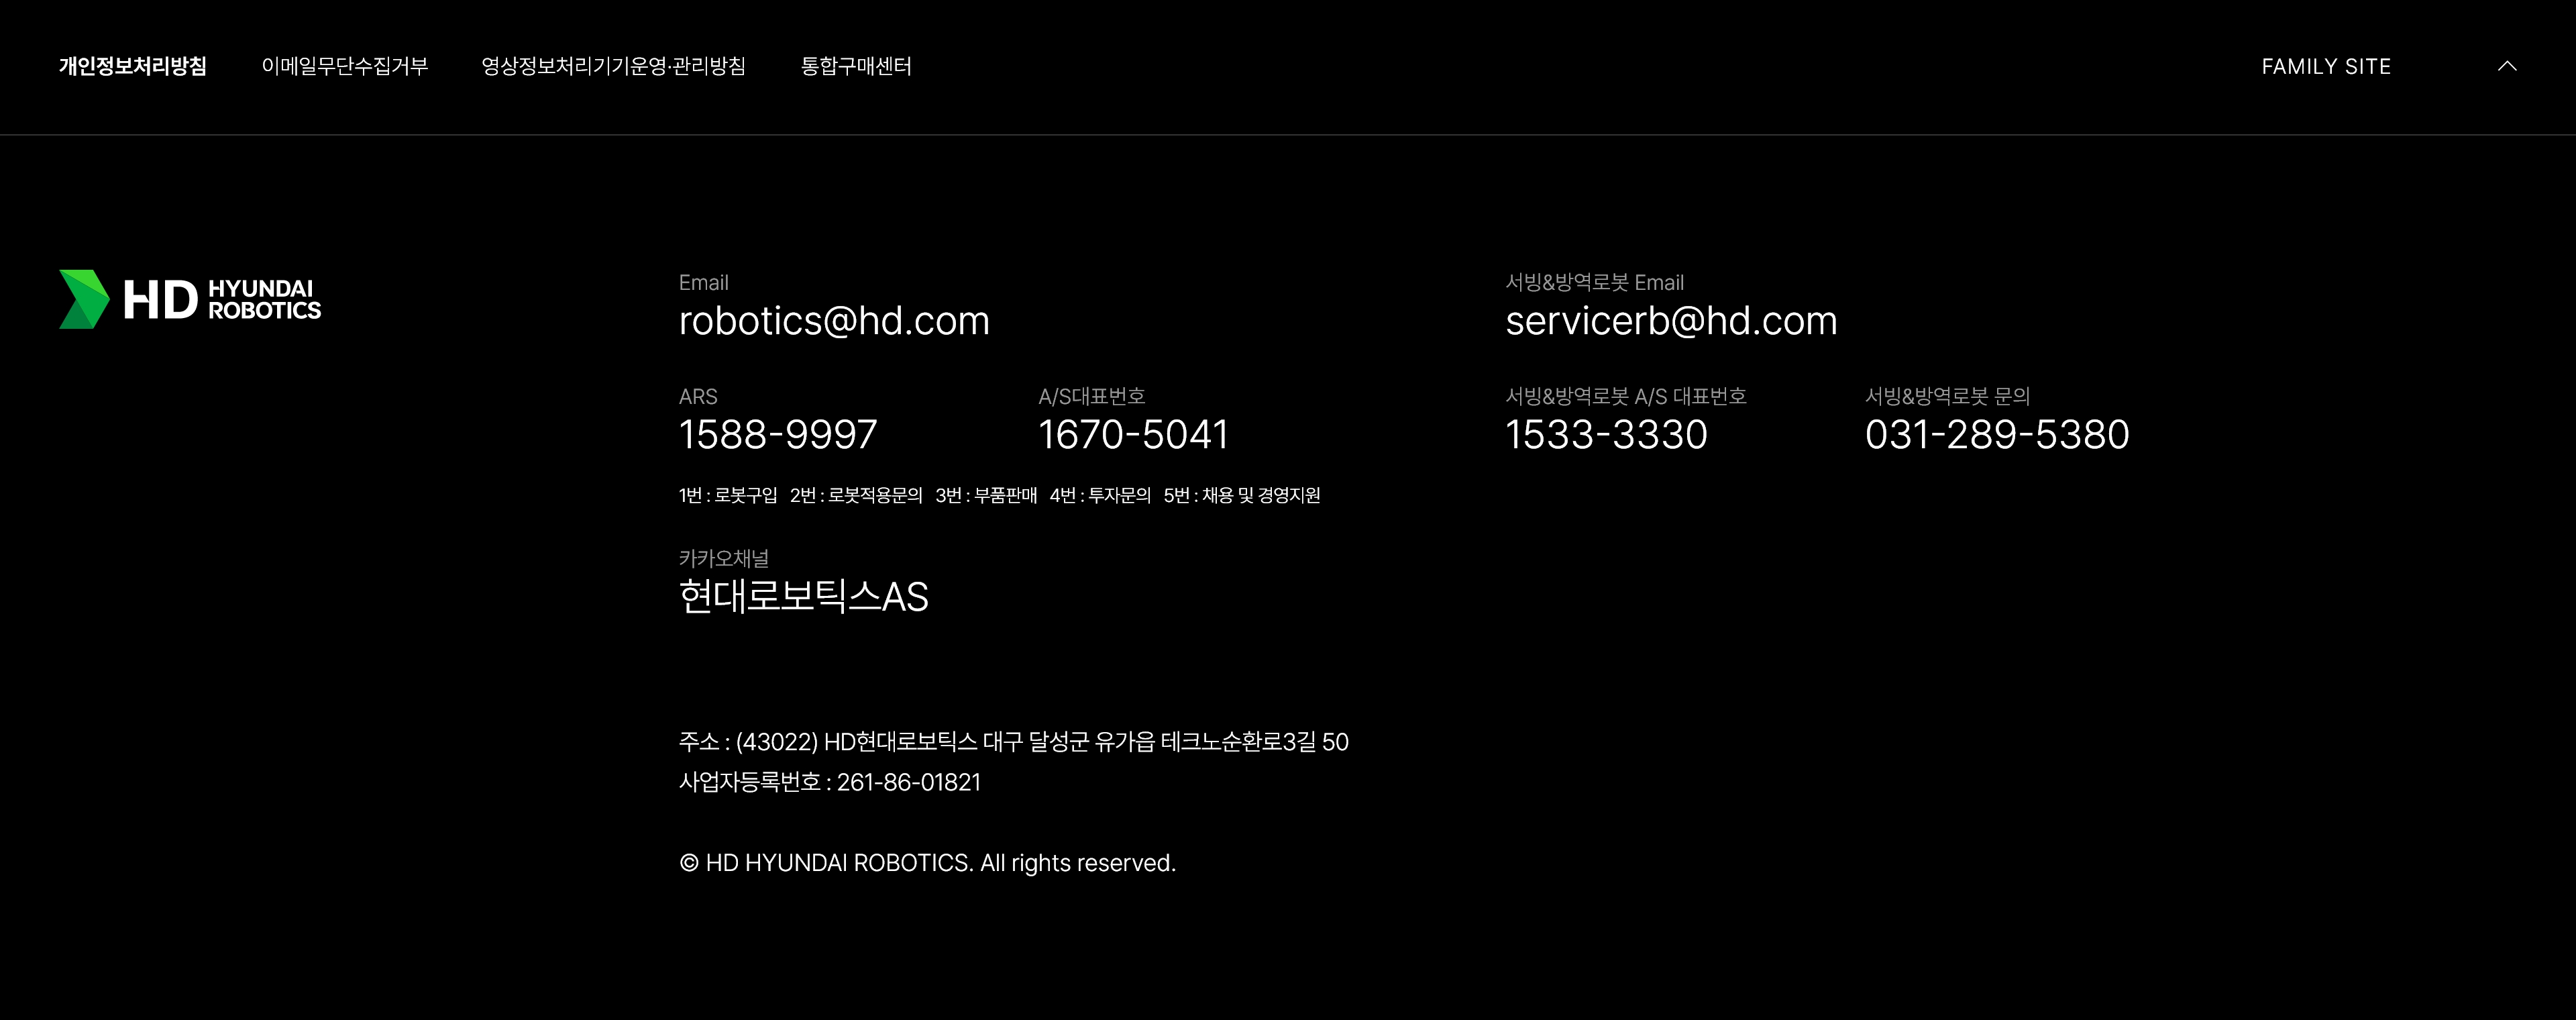 개인정보처리방침 이메일무단수집거부 영상정보처리기기운영·관리방침 통합구매센터 FAMILY SITE
HD HYUNDAI
ROBOTICS
Email
robotics@hd.com
서빙&방역로봇 Email
servicerb@hd.com
ARS
1588-9997
A/S대표번호
1670-5041
서빙&방역로봇 A/S 대표번호
1533-3330
서빙&방역로봇 문의
031-289-5380
1번 : 로봇구입 2번 : 로봇적용문의 3번 : 부품판매 4번 : 투자문의 5번 : 채용 및 경영지원
카카오채널
현대로보틱스AS
주소 : (43022) HD현대로보틱스 대구 달성군 유가읍 테크노순환로3길 50
사업자등록번호 : 261-86-01821
© HD HYUNDAI ROBOTICS. All rights reserved.